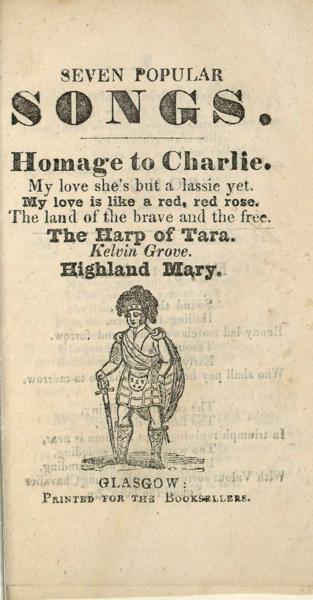 SEVEN POPULAR
SONGS.
Homage to Charlie.
My love she's but a lassie yet.
My love is like a red, red rose.
The land of the brave and the free.
The Harp of Tara.
Kelvin Grove.
Highland Mary.
GLASGOW:
PRINTED FOR THE BOOKSELLERS.